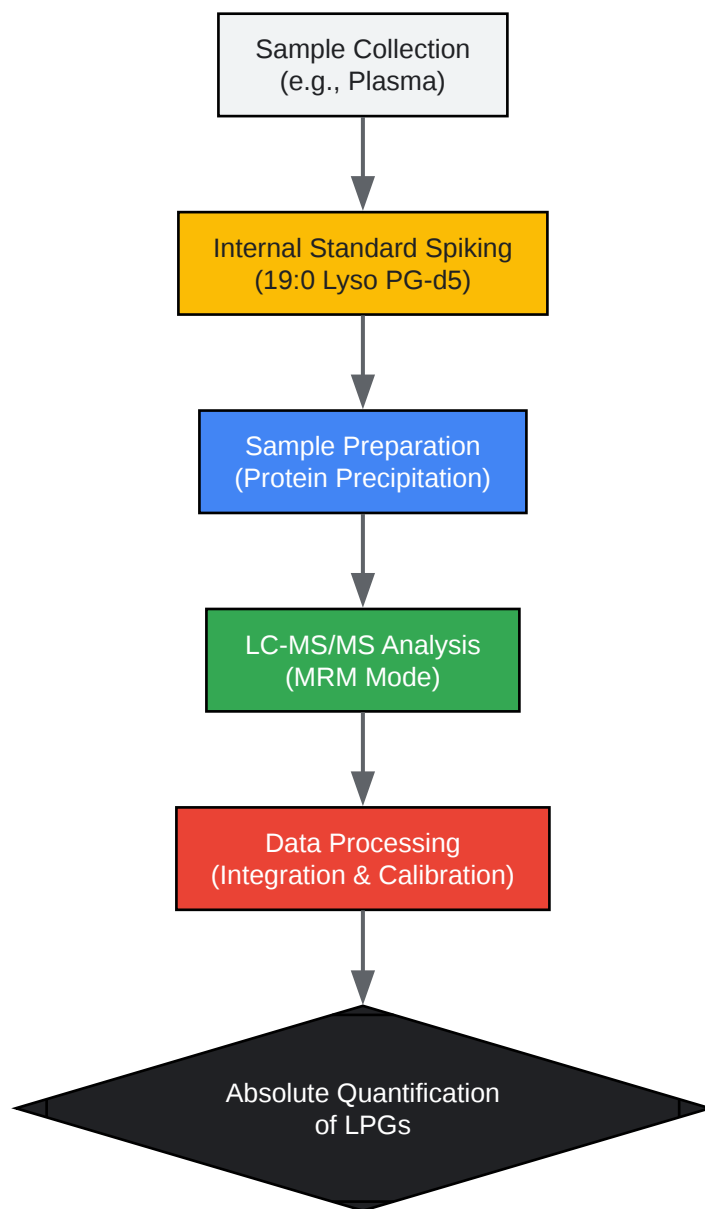 Sample Collection
(e.g., Plasma)
Internal Standard Spiking
(19:0 Lyso PG-d5)
Sample Preparation
(Protein Precipitation)
LC-MS/MS Analysis
(MRM Mode)
Data Processing
(Integration & Calibration)
Absolute Quantification
of LPGs